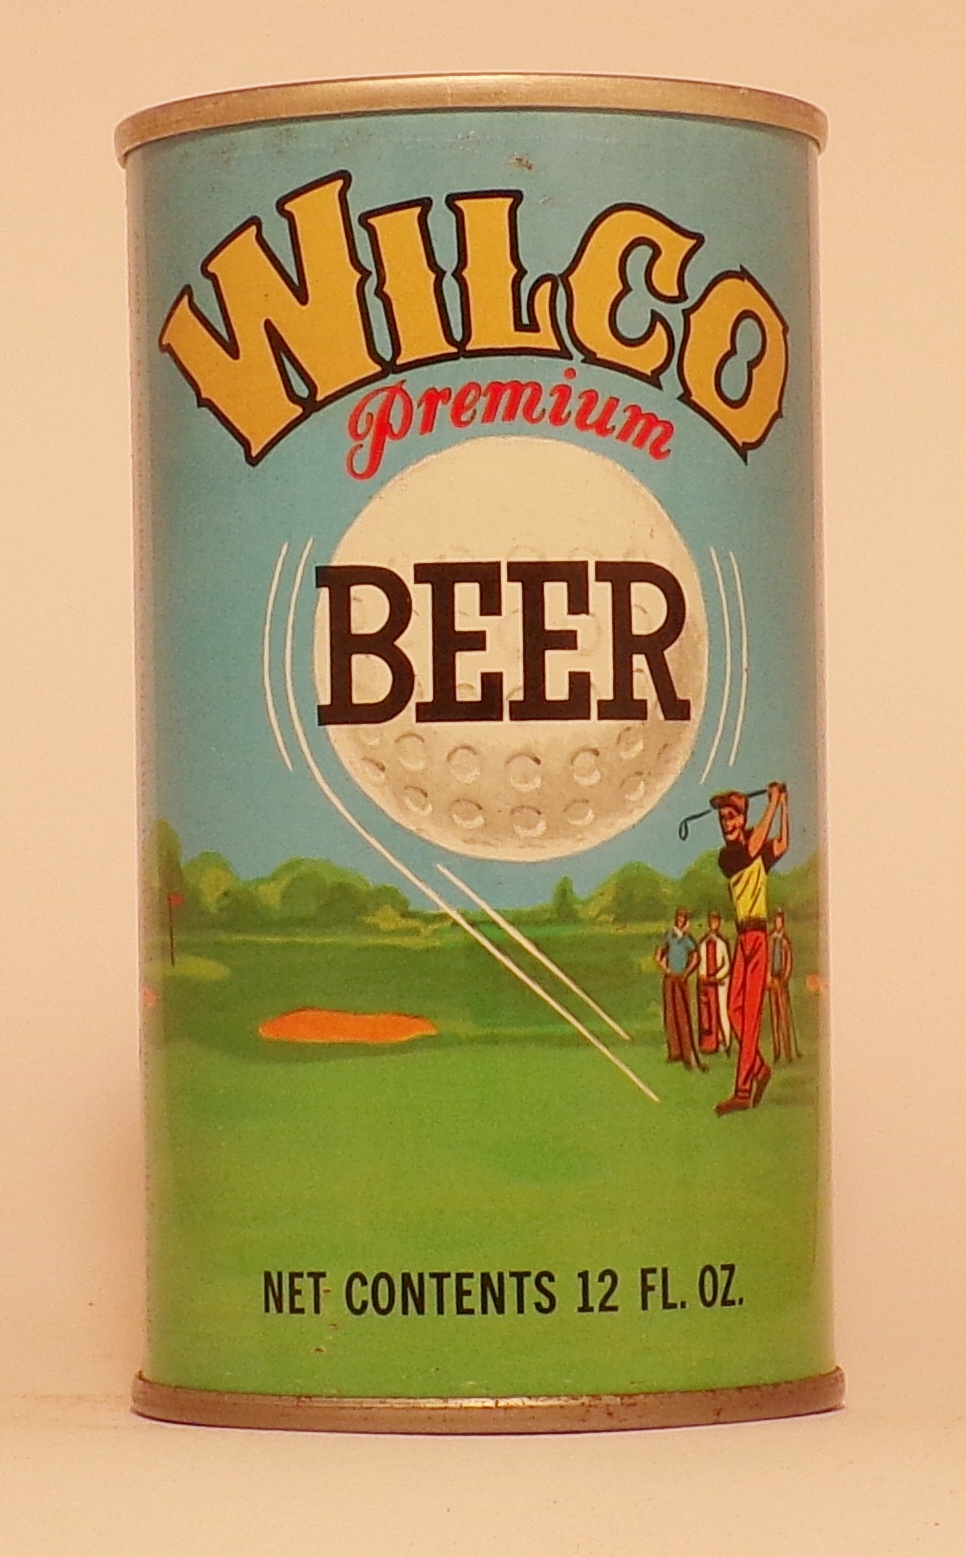 WILCO
Premium
BEER
NET CONTENTS 12 FL. OZ.